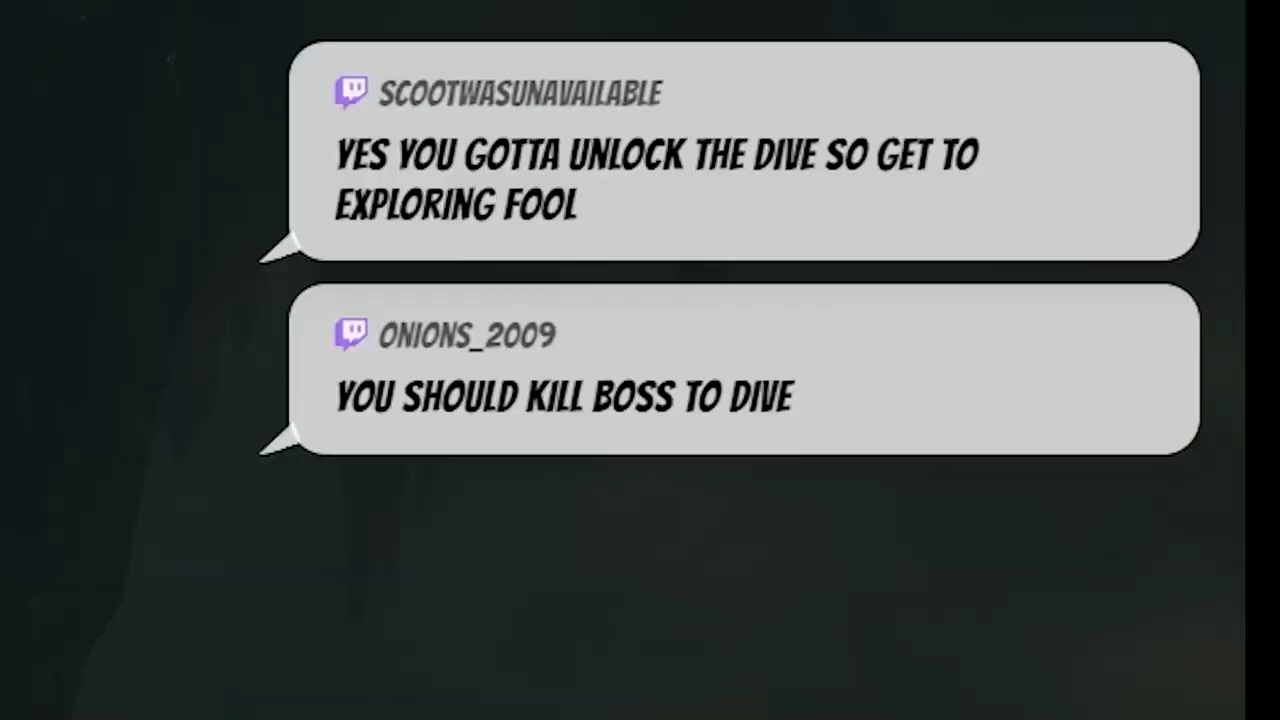 SCOOTWASUNAVAILABLE
YES YOU GOTTA UNLOCK THE DIVE SO GET TO
EXPLORING FOOL
ONIONS_2009
YOU SHOULD KILL BOSS TO DIVE